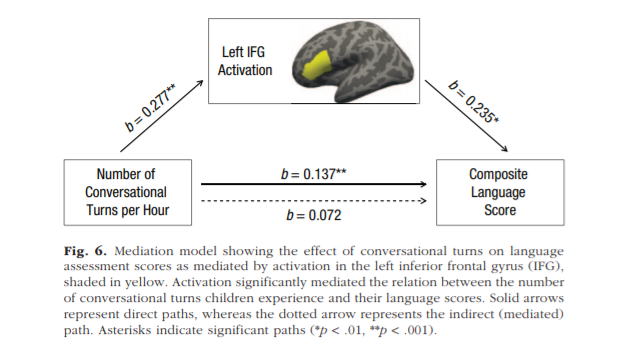 Left IFG
Activation
b = 0.277**
b = 0.235*
Number of
Conversational
Turns per Hour
b = 0.137**
b = 0.072
Composite
Language
Score
Fig. 6. Mediation model showing the effect of conversational turns on language
assessment scores as mediated by activation in the left inferior frontal gyrus (IFG),
shaded in yellow. Activation significantly mediated the relation between the number
of conversational turns children experience and their language scores. Solid arrows
represent direct paths, whereas the dotted arrow represents the indirect (mediated)
path. Asterisks indicate significant paths (*p < .01, **p < .001).